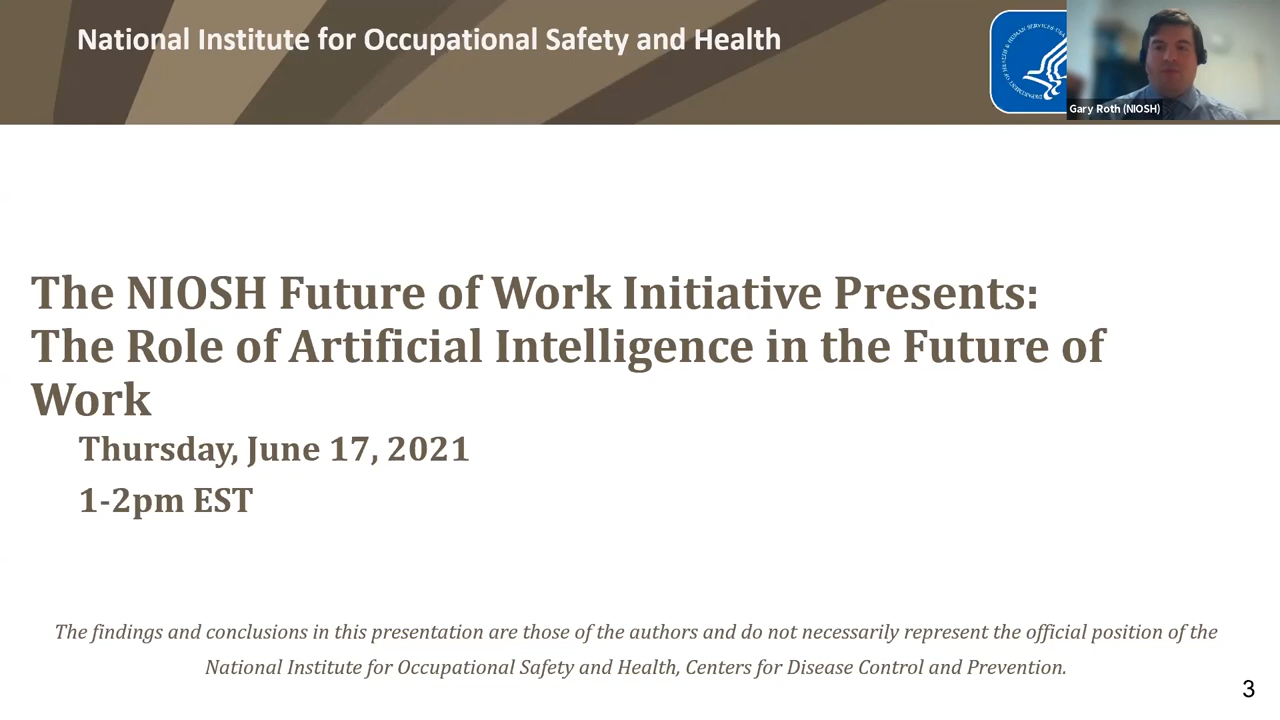 National Institute for Occupational Safety and Health
Gary Roth (NIOSH)
The NIOSH Future of Work Initiative Presents:
The Role of Artificial Intelligence in the Future of
Work
Thursday, June 17, 2021
1-2pm EST
The findings and conclusions in this presentation are those of the authors and do not necessarily represent the official position of the
National Institute for Occupational Safety and Health, Centers for Disease Control and Prevention.
3